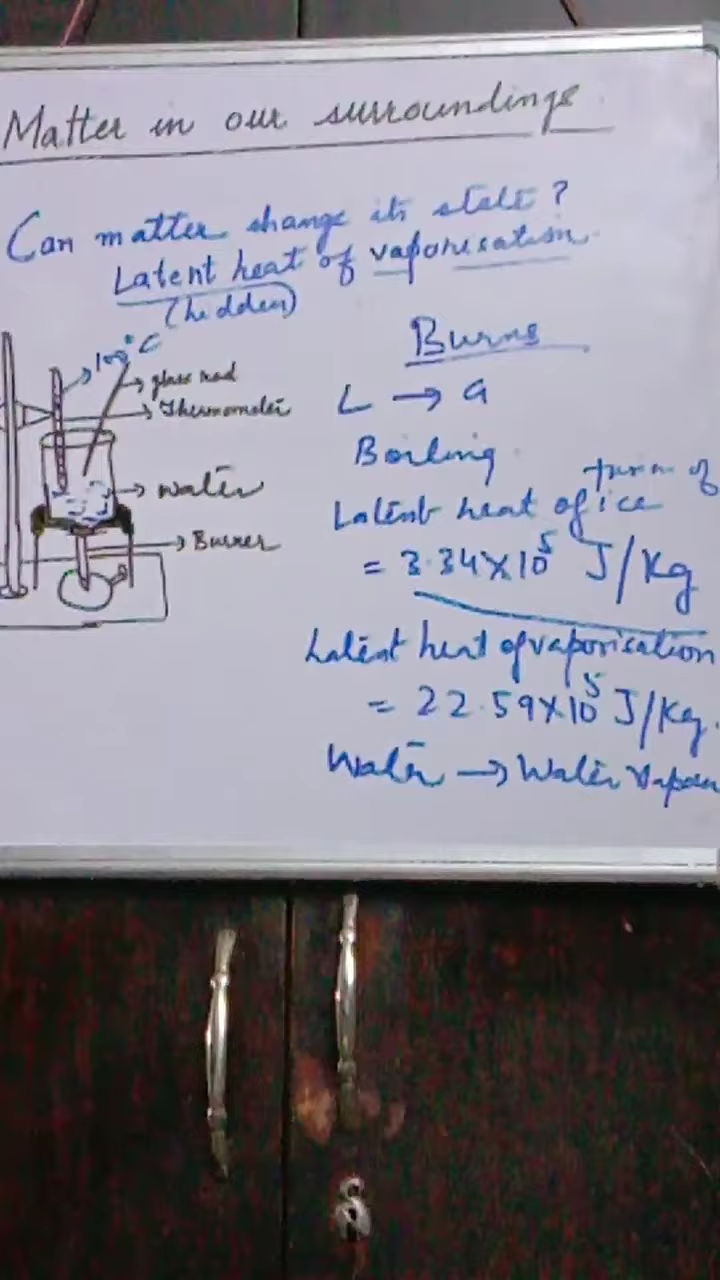 Matter in our surroundings
Can matter change its state?
Latent heat of vaporisation
(hidden)
100°C
glass rod
Thermometer
water
Burner
Burns
L → G
Boiling
Latent heat of fusion of ice
= 3.34×10⁵ J/Kg
Latent heat of vaporisation
= 22.59×10⁵ J/Kg.
Water → Water Vapour